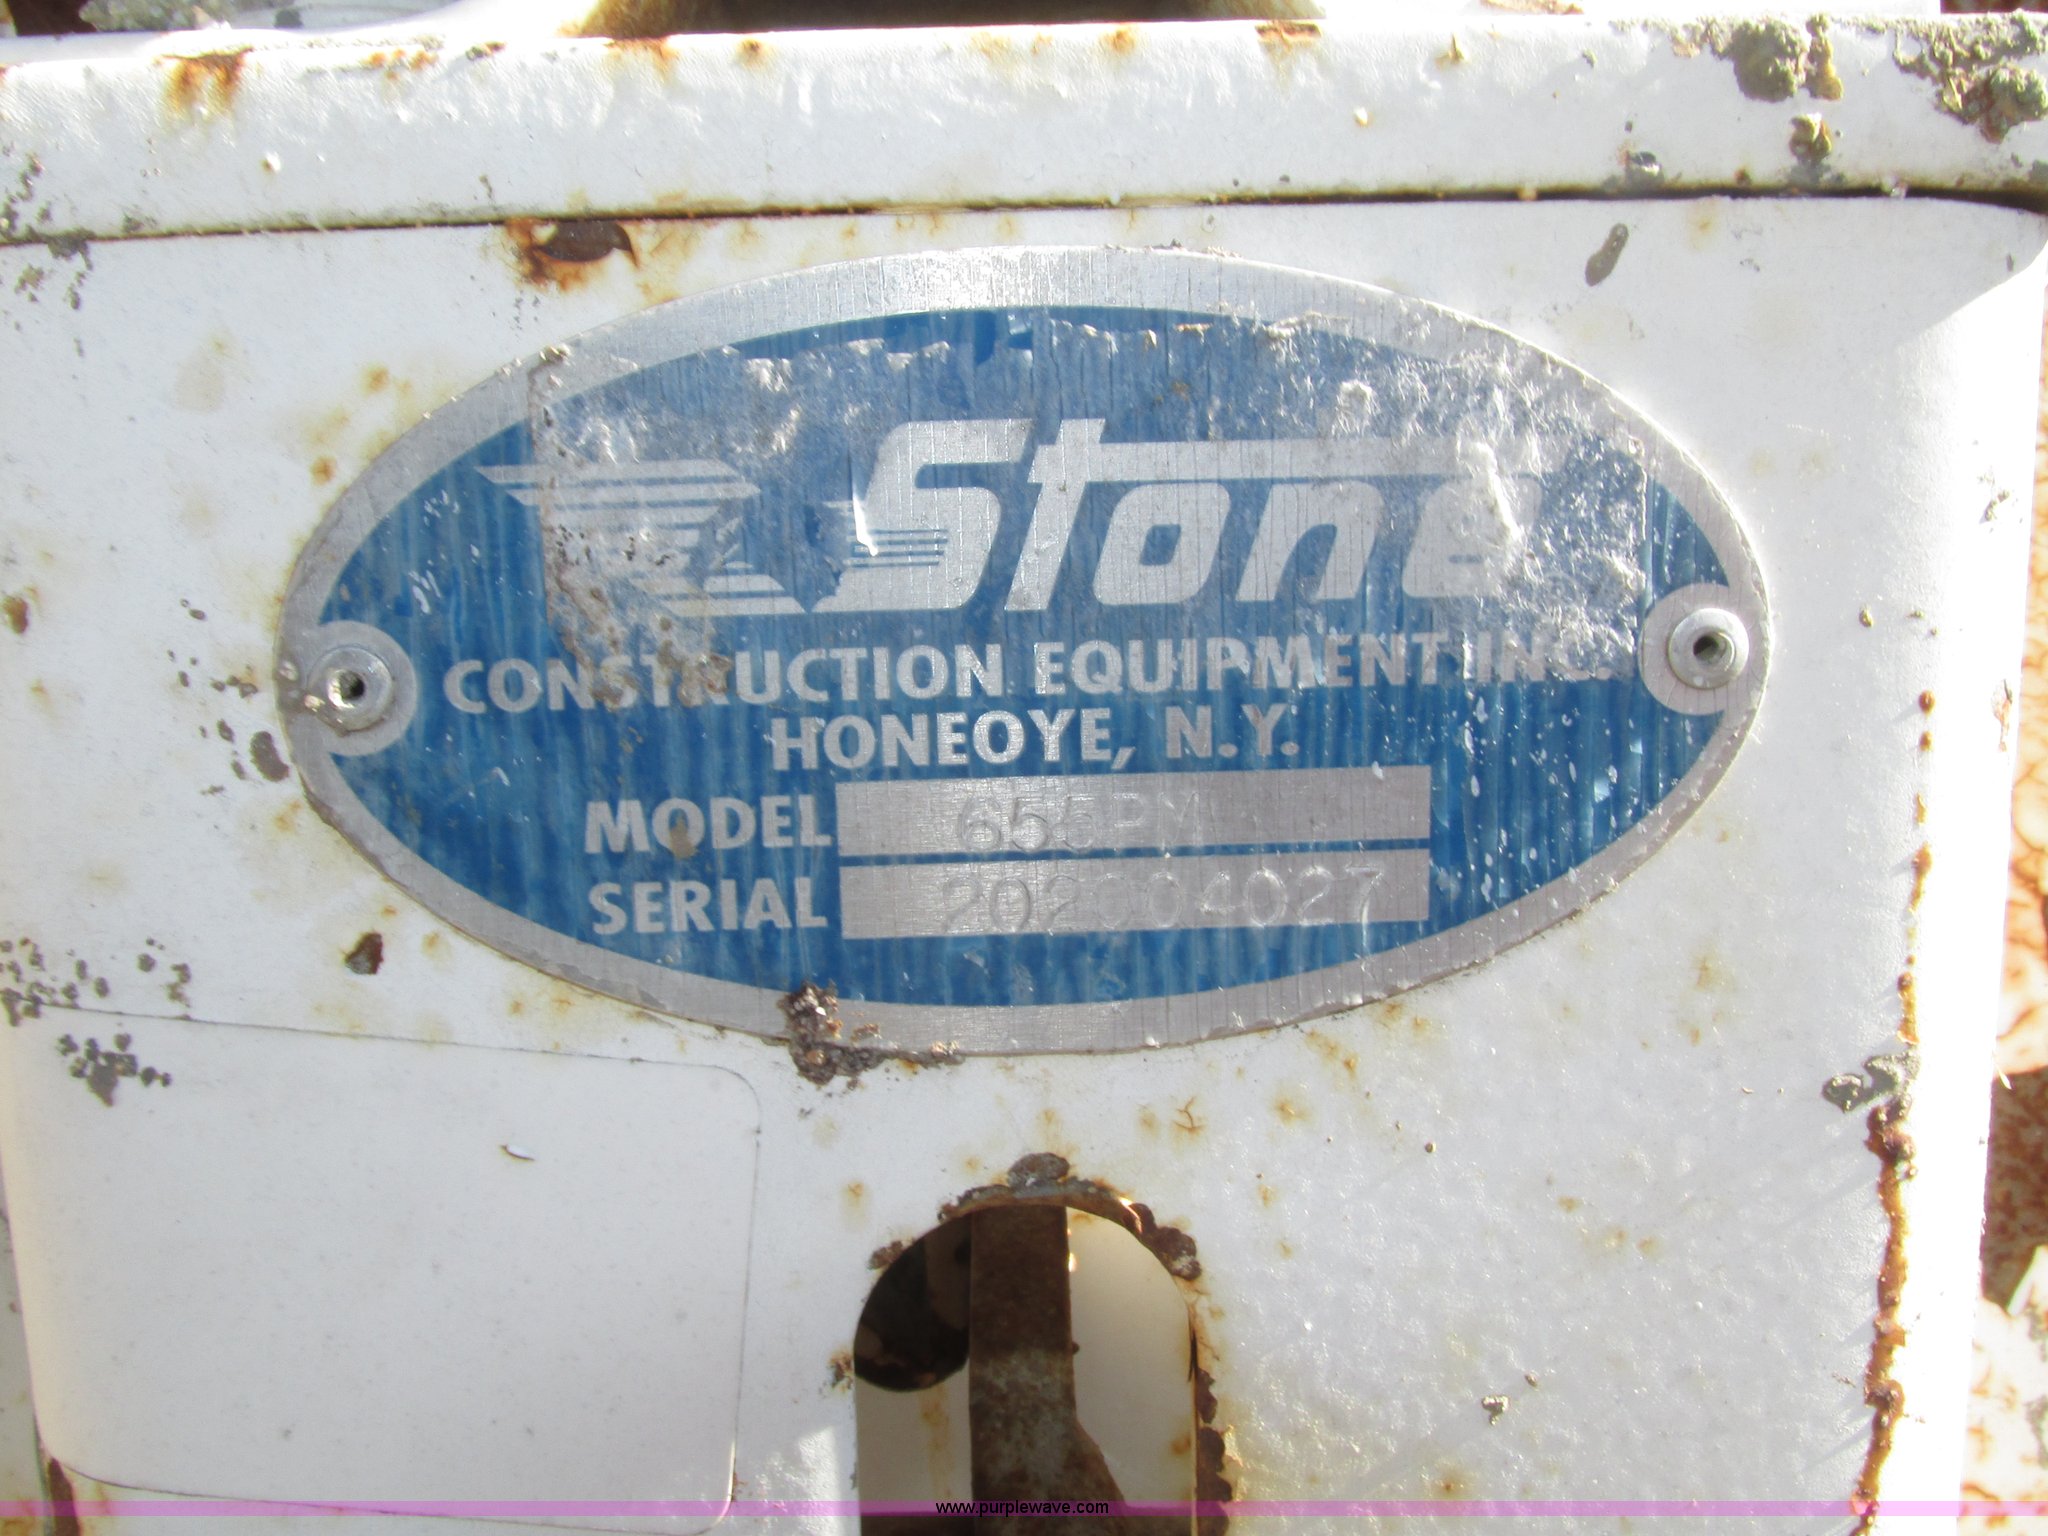 Stone
CONSTRUCTION EQUIPMENT INC.
HONEOYE, N.Y.
MODEL 655PM
SERIAL 202004027
www.purplewave.com